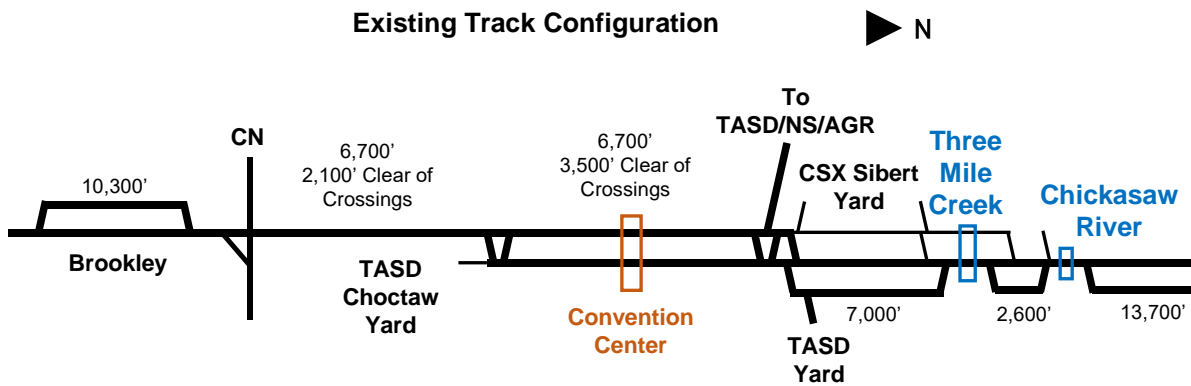 Existing Track Configuration
N
To
TASD/NS/AGR
CN
6,700’
2,100’ Clear of
Crossings
6,700’
3,500’ Clear of
Crossings
CSX Sibert
Yard
Three
Mile
Creek
Chickasaw
River
10,300’
Brookley
TASD
Choctaw
Yard
Convention
Center
7,000’
2,600’
13,700’
TASD
Yard